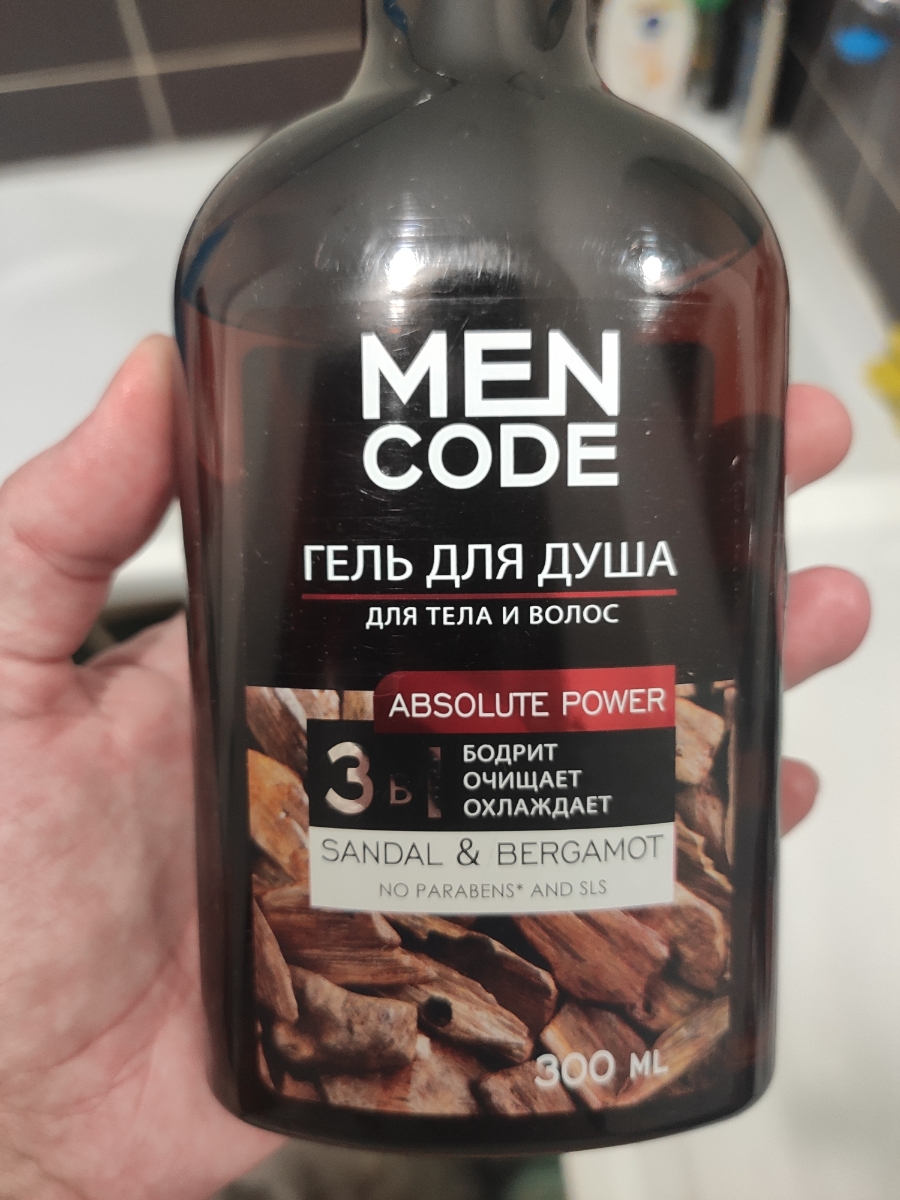 MEN
CODE
ГЕЛЬ ДЛЯ ДУША
ДЛЯ ТЕЛА И ВОЛОС
ABSOLUTE POWER
3 в 1
БОДРИТ
ОЧИЩАЕТ
ОХЛАЖДАЕТ
SANDAL & BERGAMOT
NO PARABENS* AND SLS
300 ML